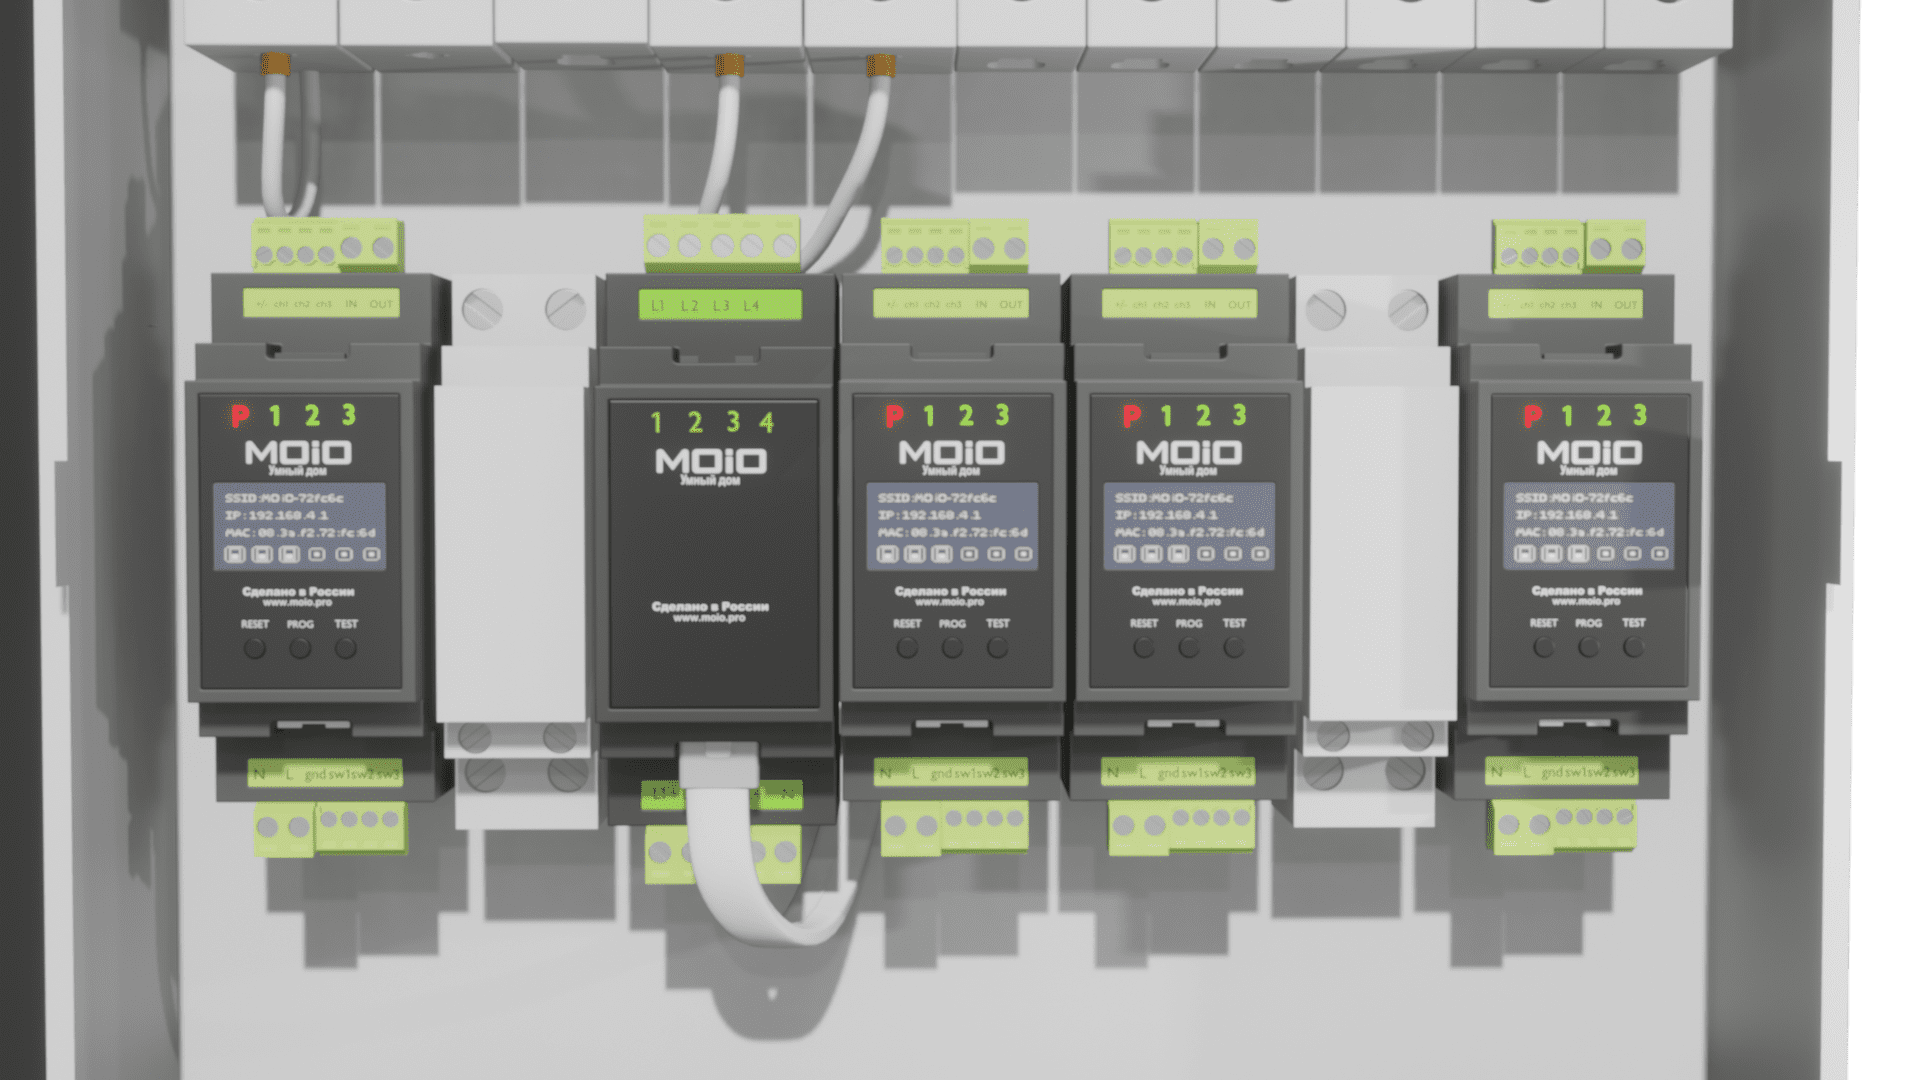 +/- ch1 ch2 ch3 IN OUT
P 1 2 3
MOiO
Умный дом
SSID:MOiO-72fc6c
IP:192.168.4.1
MAC:00.3a.f2.72:fc:6d
Сделано в России
www.moio.pro
RESET PROG TEST
N L gnd sw1 sw2 sw3
L1 L2 L3 L4
1 2 3 4
MOiO
Умный дом
Сделано в России
www.moio.pro
N
+/- ch1 ch2 ch3 IN OUT
P 1 2 3
MOiO
Умный дом
SSID:MOiO-72fc6c
IP:192.168.4.1
MAC:00.3a.f2.72:fc:6d
Сделано в России
www.moio.pro
RESET PROG TEST
N L gnd sw1 sw2 sw3
+/- ch1 ch2 ch3 IN OUT
P 1 2 3
MOiO
Умный дом
SSID:MOiO-72fc6c
IP:192.168.4.1
MAC:00.3a.f2.72:fc:6d
Сделано в России
www.moio.pro
RESET PROG TEST
N L gnd sw1 sw2 sw3
ch1 ch2 ch3 IN OUT
P 1 2 3
MOiO
Умный дом
SSID:MOiO-72fc6c
IP:192.168.4.1
MAC:00.3a.f2.72:fc:6d
Сделано в России
www.moio.pro
RESET PROG TEST
N L gnd sw1 sw2 sw3